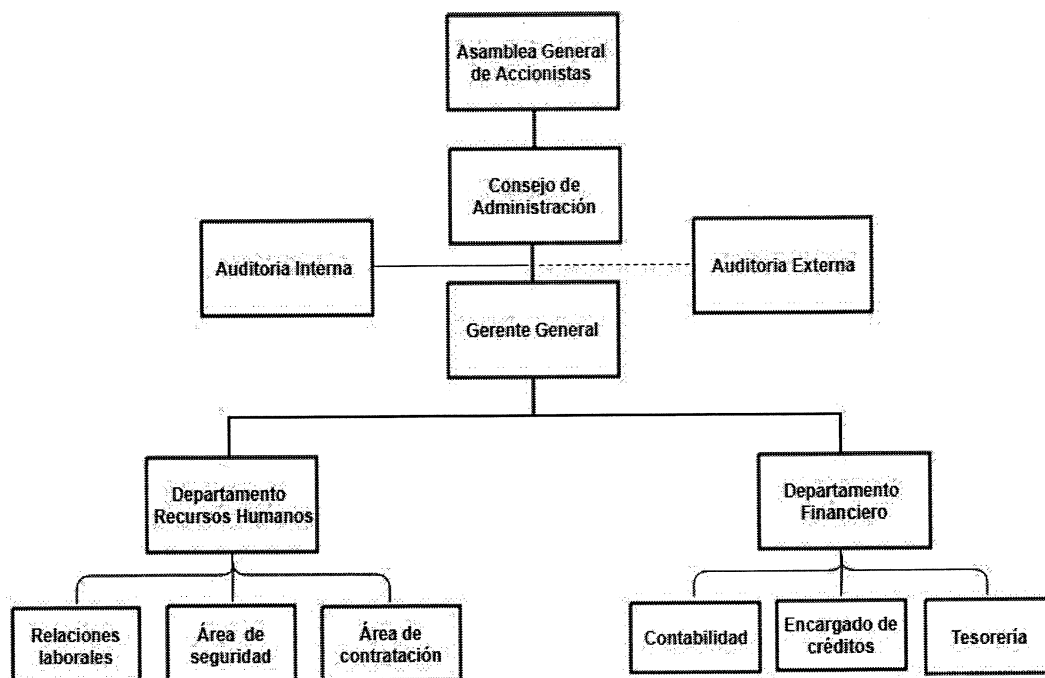 Asamblea General
de Accionistas
Consejo de
Administración
Auditoria Interna
Auditoria Externa
Gerente General
Departamento
Recursos Humanos
Departamento
Financiero
Relaciones
laborales
Área de
seguridad
Área de
contratación
Contabilidad
Encargado de
créditos
Tesorería